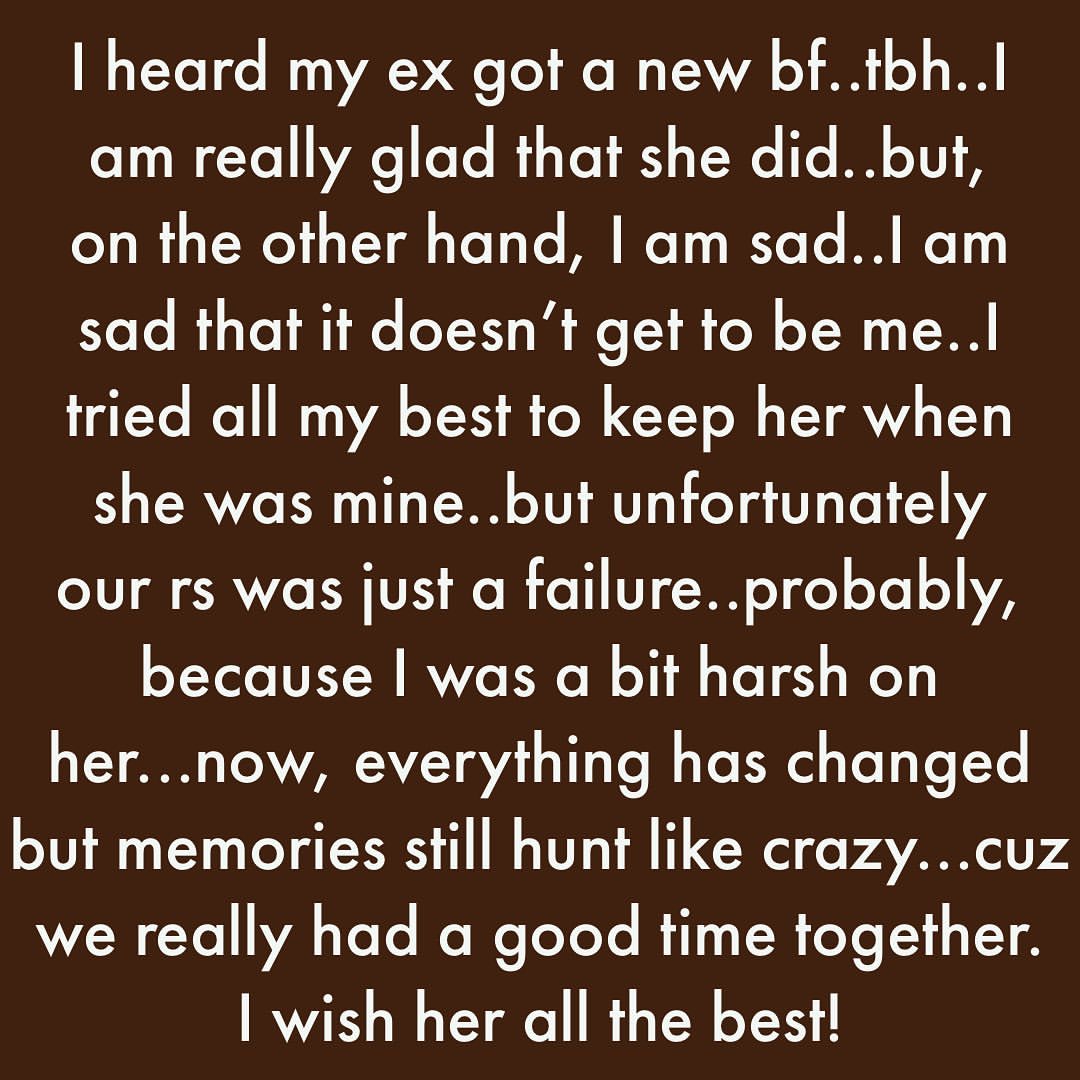 I heard my ex got a new bf..tbh..I
am really glad that she did..but,
on the other hand, I am sad..I am
sad that it doesn’t get to be me..I
tried all my best to keep her when
she was mine..but unfortunately
our rs was just a failure..probably,
because I was a bit harsh on
her...now, everything has changed
but memories still hunt like crazy...cuz
we really had a good time together.
I wish her all the best!